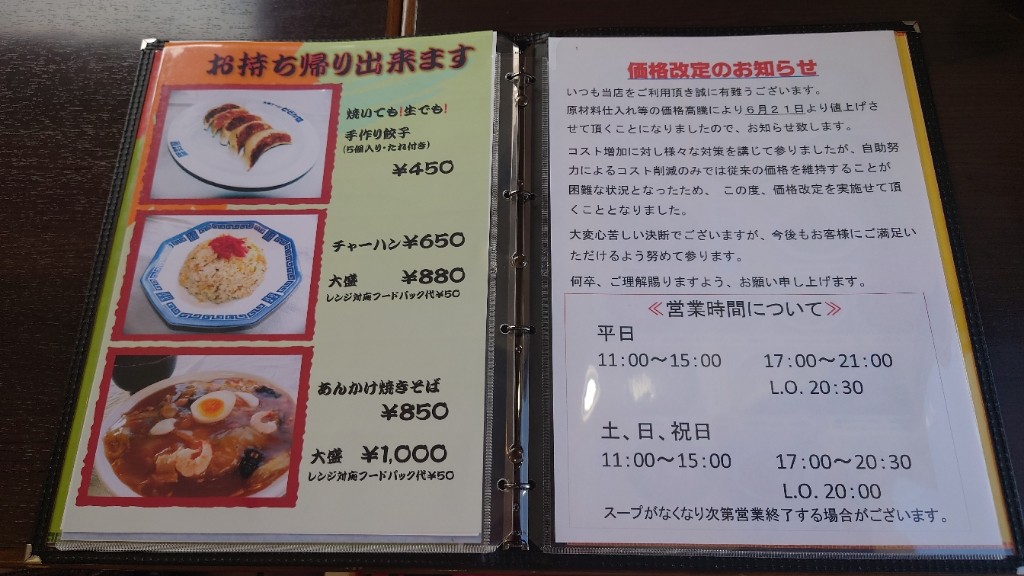 お持ち帰り出来ます
焼いても!生でも!
手作り餃子
(5個入り・たれ付き)
¥450
チャーハン¥650
大盛 ¥880
レンジ対応フードパック代¥50
あんかけ焼きそば
¥850
大盛 ¥1,000
レンジ対応フードパック代¥50
価格改定のお知らせ
いつも当店をご利用頂き誠に有難うございます。
原材料仕入れ等の価格高騰により6月21日より値上げさ
せて頂くことになりましたので、お知らせ致します。
コスト増加に対し様々な対策を講じて参りましたが、自助努
力によるコスト削減のみでは従来の価格を維持することが
困難な状況となったため、 この度、価格改定を実施せて頂
くこととなりました。
大変心苦しい決断でございますが、今後もお客様にご満足い
ただけるよう努めて参ります。
何卒、ご理解賜りますよう、お願い申し上げます。
≪営業時間について≫
平日
11:00～15:00 17:00～21:00
L.O. 20:30
土、日、祝日
11:00～15:00 17:00～20:30
L.O. 20:00
スープがなくなり次第営業終了する場合がございます。